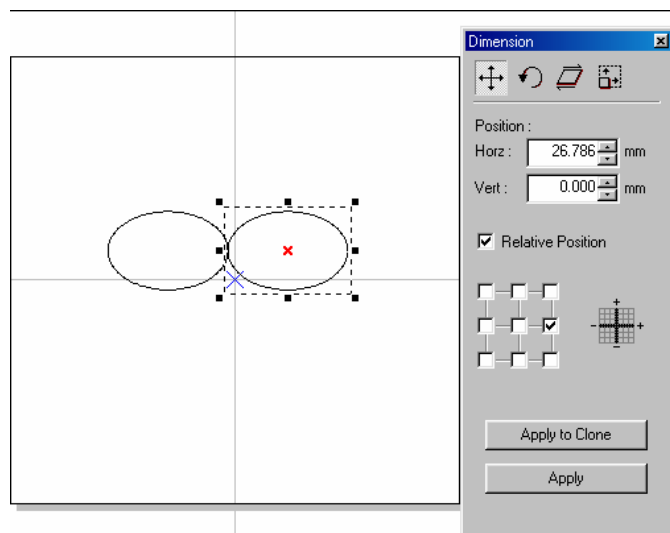 Dimension
Position :
Horz : 26.786 mm
Vert : 0.000 mm
Relative Position
+
- +
-
Apply to Clone
Apply